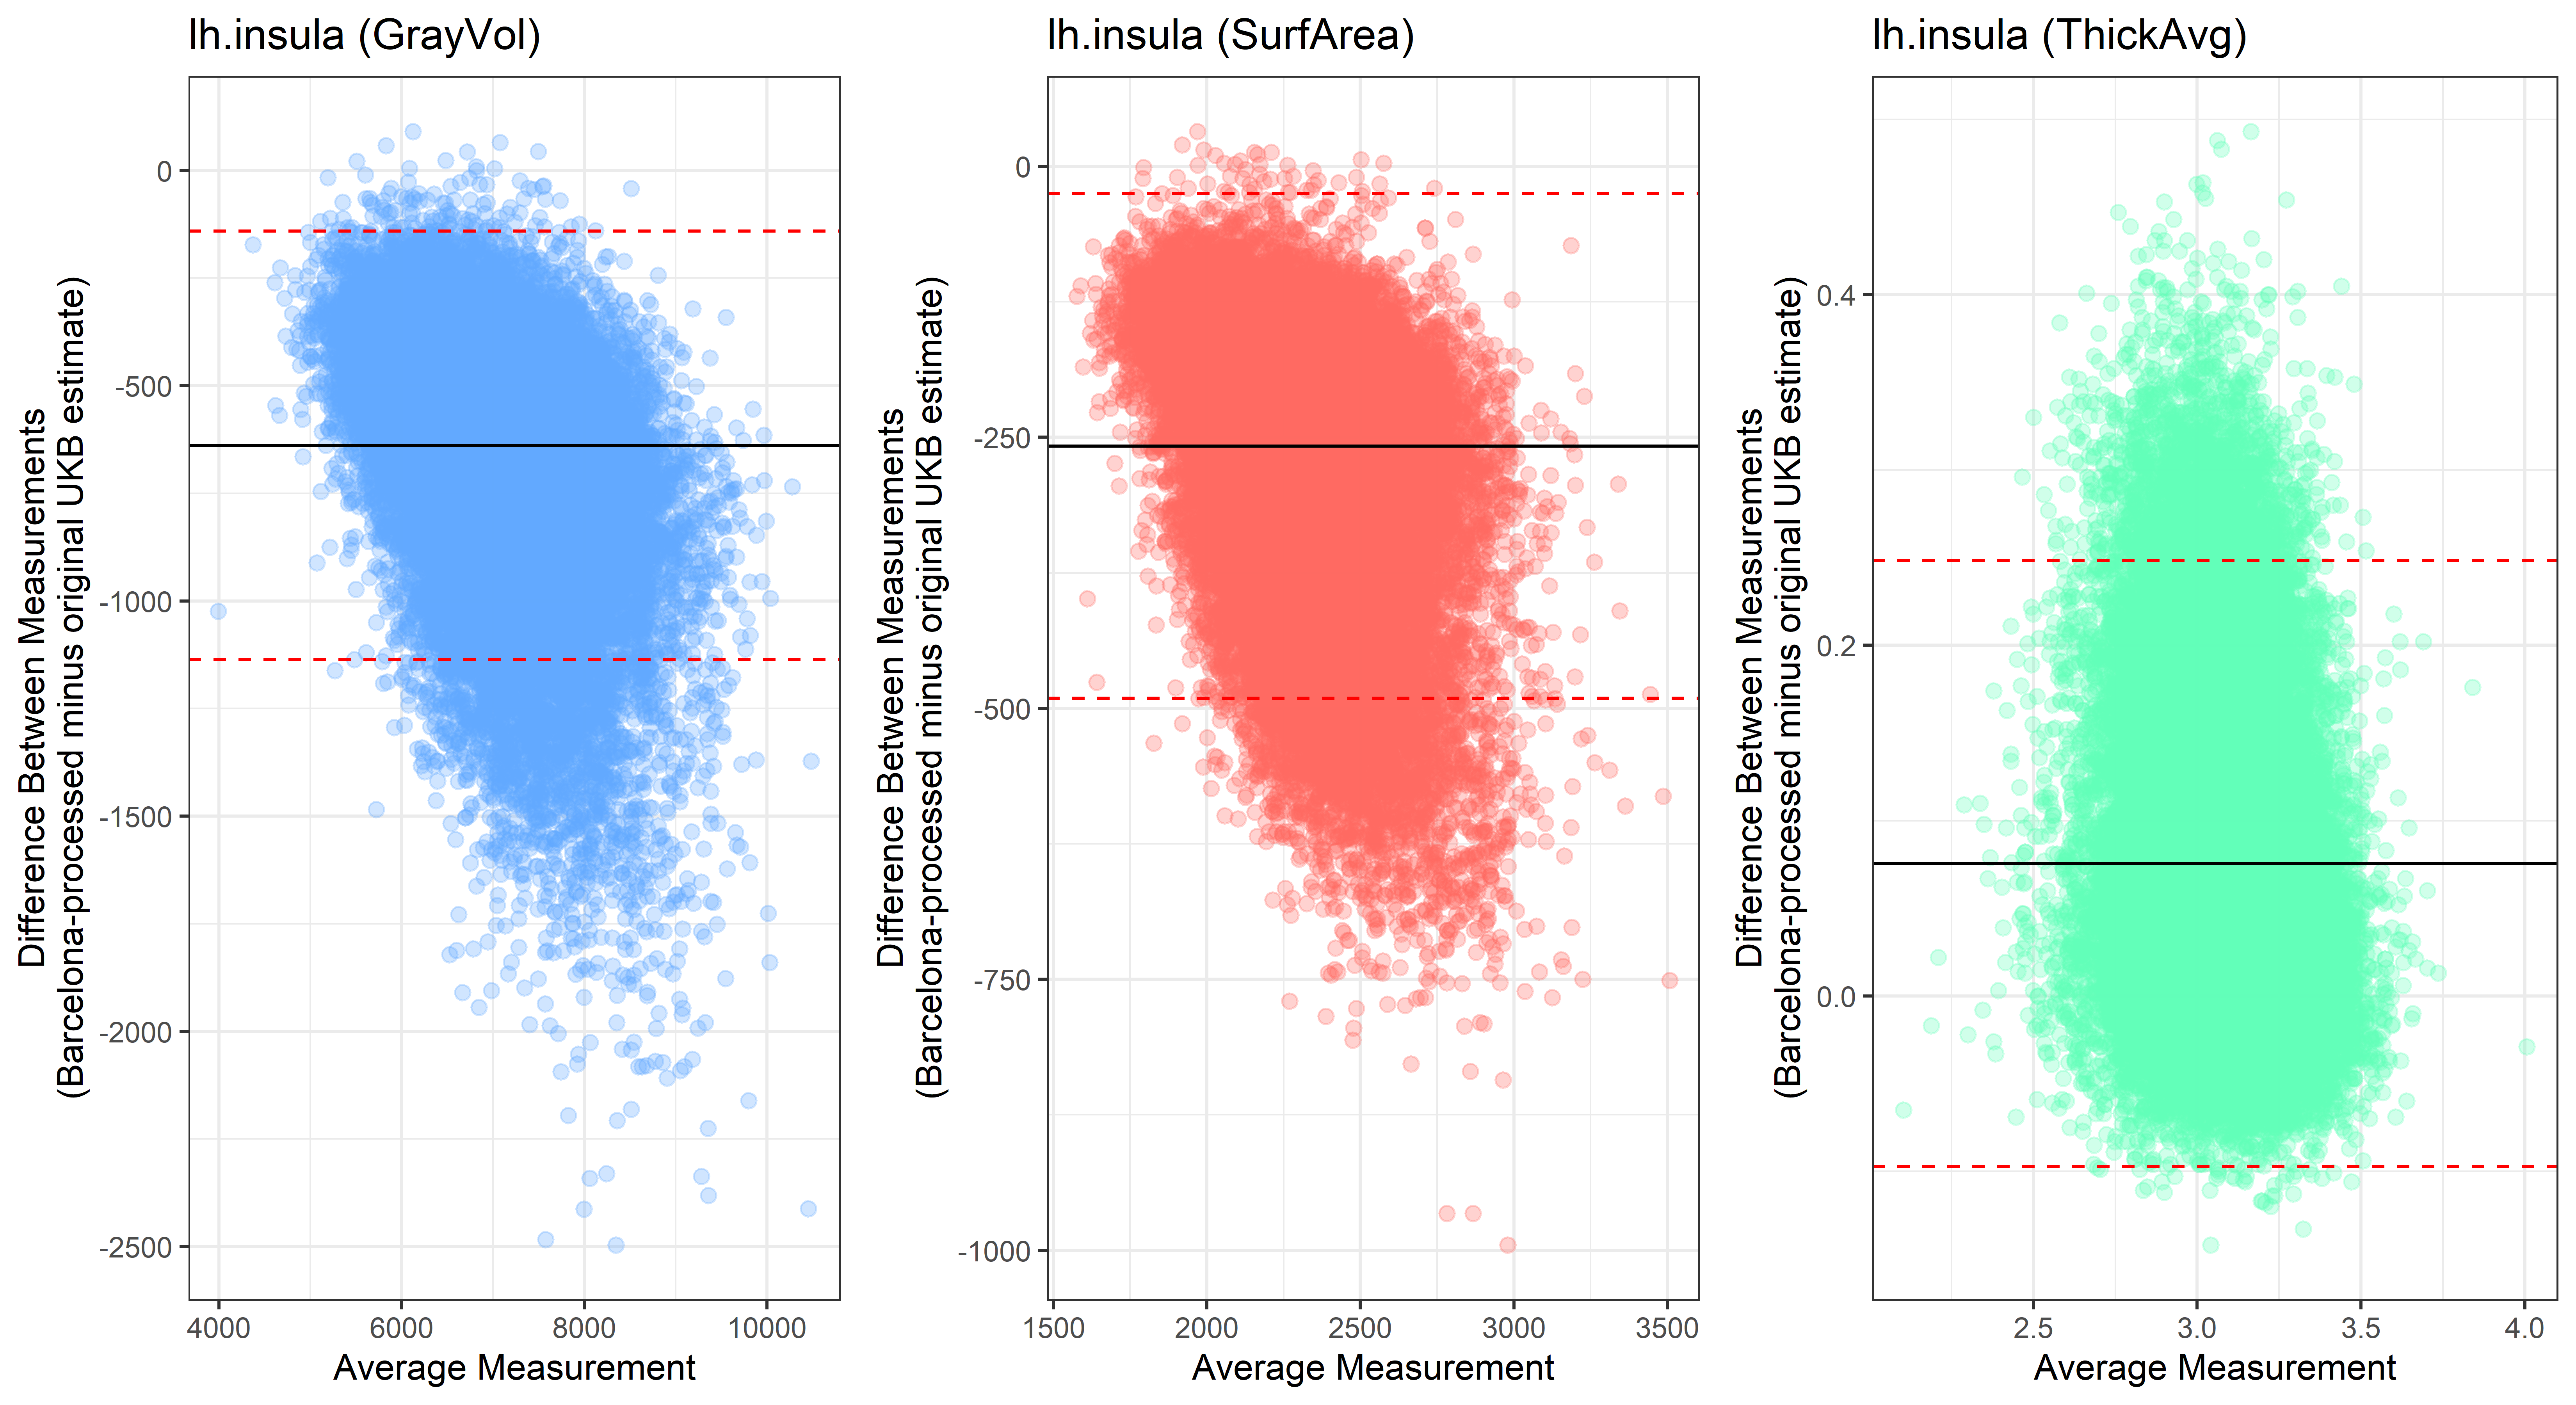 lh.insula (GrayVol)
Difference Between Measurements
(Barcelona-processed minus original UKB estimate)
0
-500
-1000
-1500
-2000
-2500
4000 6000 8000 10000
Average Measurement
lh.insula (SurfArea)
Difference Between Measurements
(Barcelona-processed minus original UKB estimate)
0
-250
-500
-750
-1000
1500 2000 2500 3000 3500
Average Measurement
lh.insula (ThickAvg)
Difference Between Measurements
(Barcelona-processed minus original UKB estimate)
0.4
0.2
0.0
2.5 3.0 3.5 4.0
Average Measurement